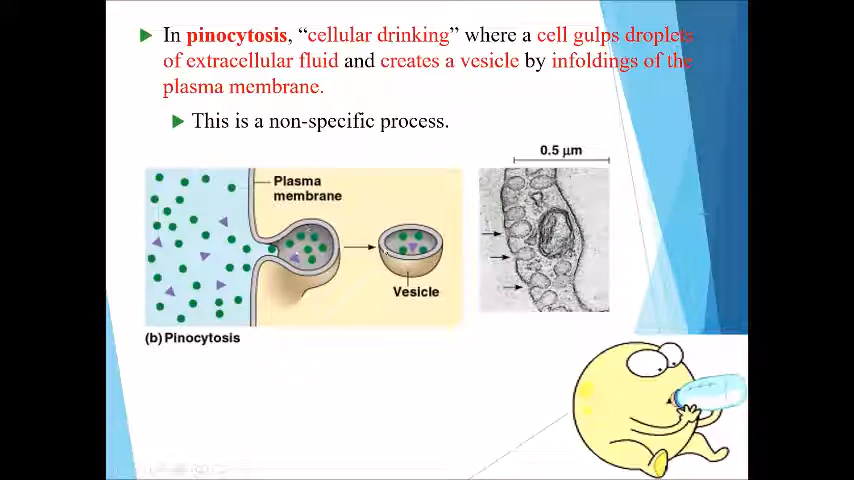 In pinocytosis, “cellular drinking” where a cell gulps droplets
of extracellular fluid and creates a vesicle by infoldings of the
plasma membrane.
This is a non-specific process.
0.5 µm
Plasma
membrane
Vesicle
(b) Pinocytosis